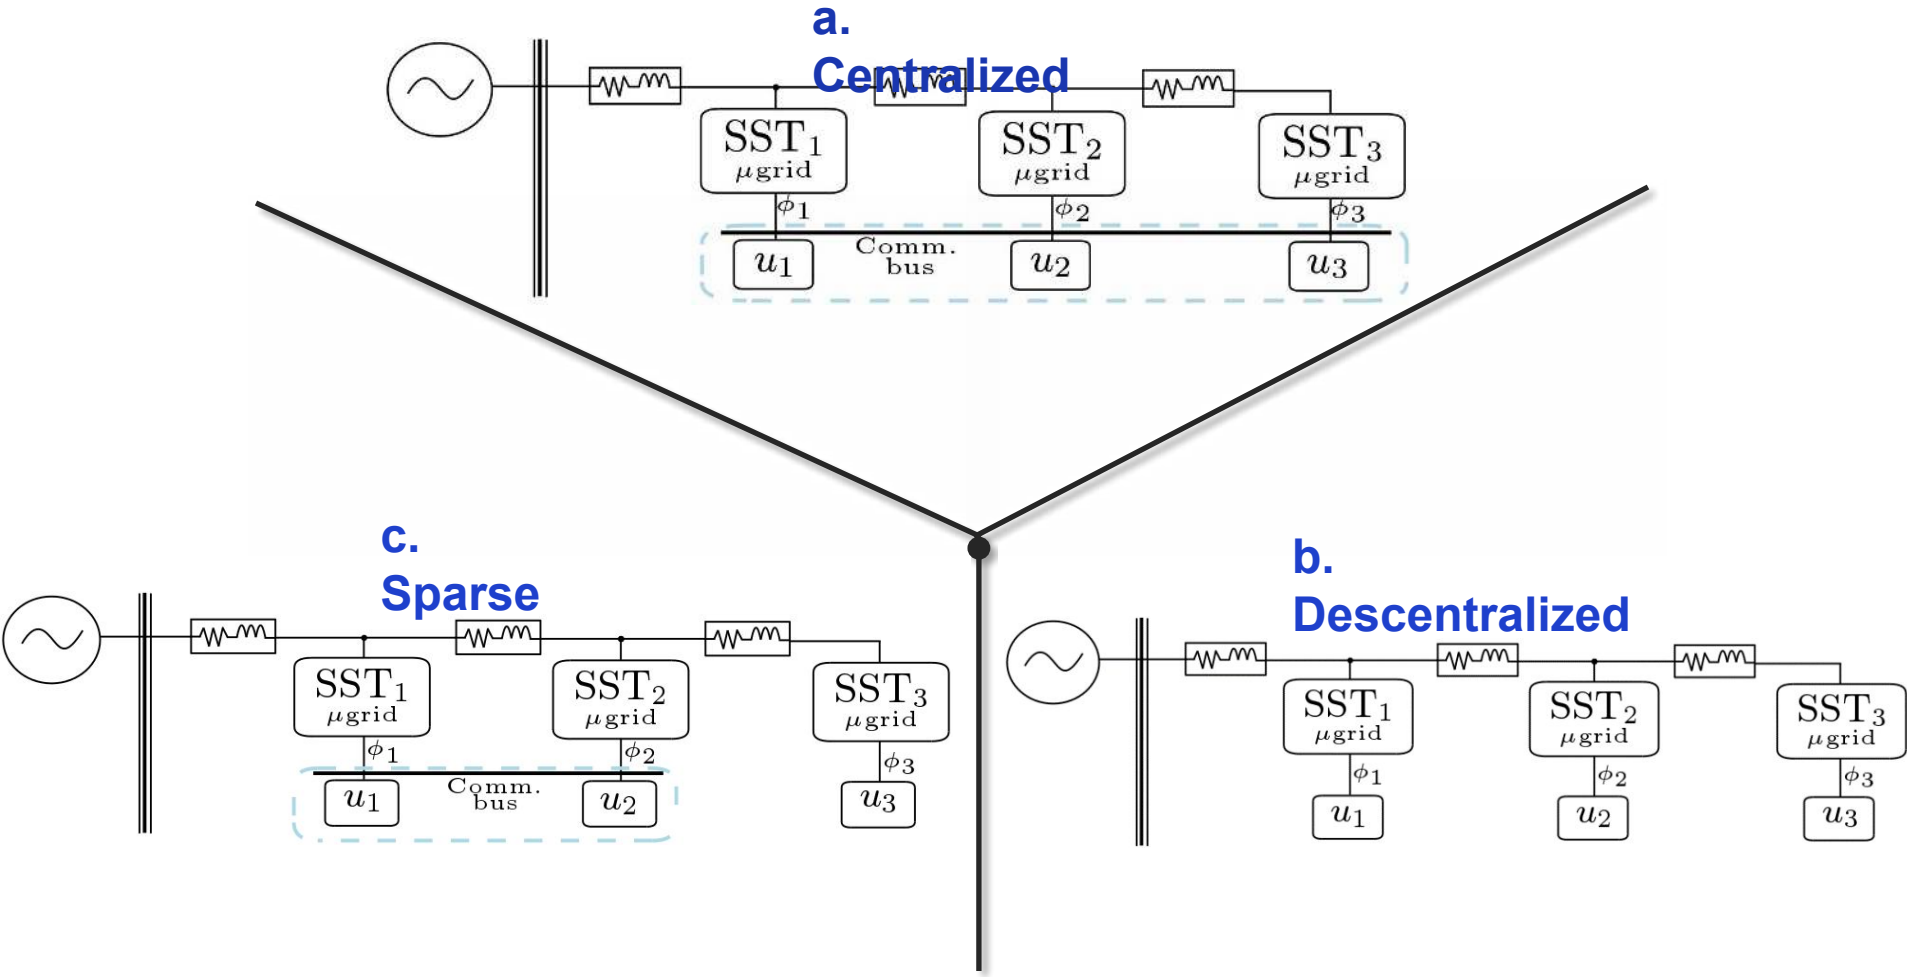 a.
Centralized
SST₁
μgrid
SST₂
μgrid
SST₃
μgrid
ϕ₁
ϕ₂
ϕ₃
Comm.
bus
u₁
u₂
u₃
c.
Sparse
SST₁
μgrid
SST₂
μgrid
SST₃
μgrid
ϕ₁
ϕ₂
ϕ₃
Comm.
bus
u₁
u₂
u₃
b.
Descentralized
SST₁
μgrid
SST₂
μgrid
SST₃
μgrid
ϕ₁
ϕ₂
ϕ₃
u₁
u₂
u₃